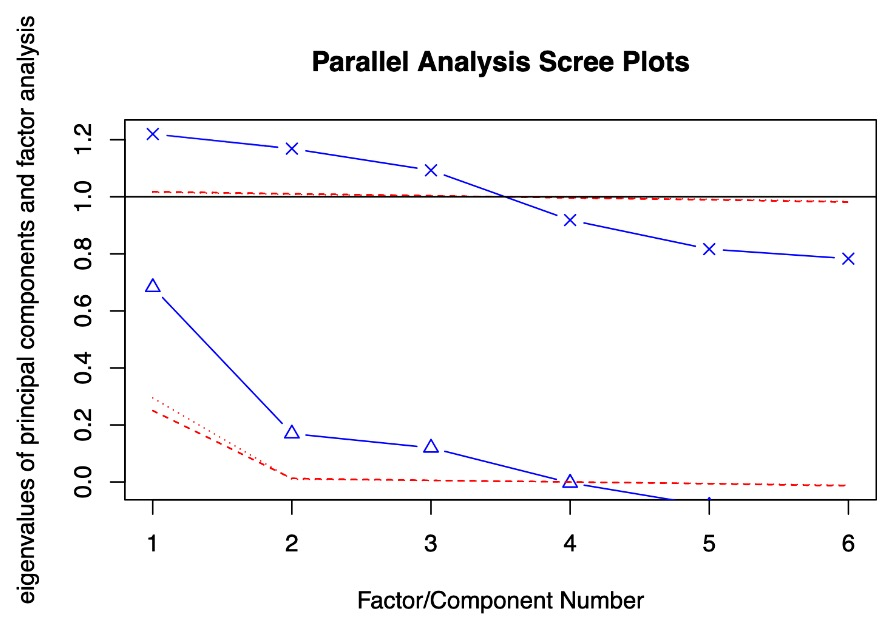 Parallel Analysis Scree Plots
eigenvalues of principal components and factor analysis
1.2
1.0
0.8
0.6
0.4
0.2
0.0
1 2 3 4 5 6
Factor/Component Number